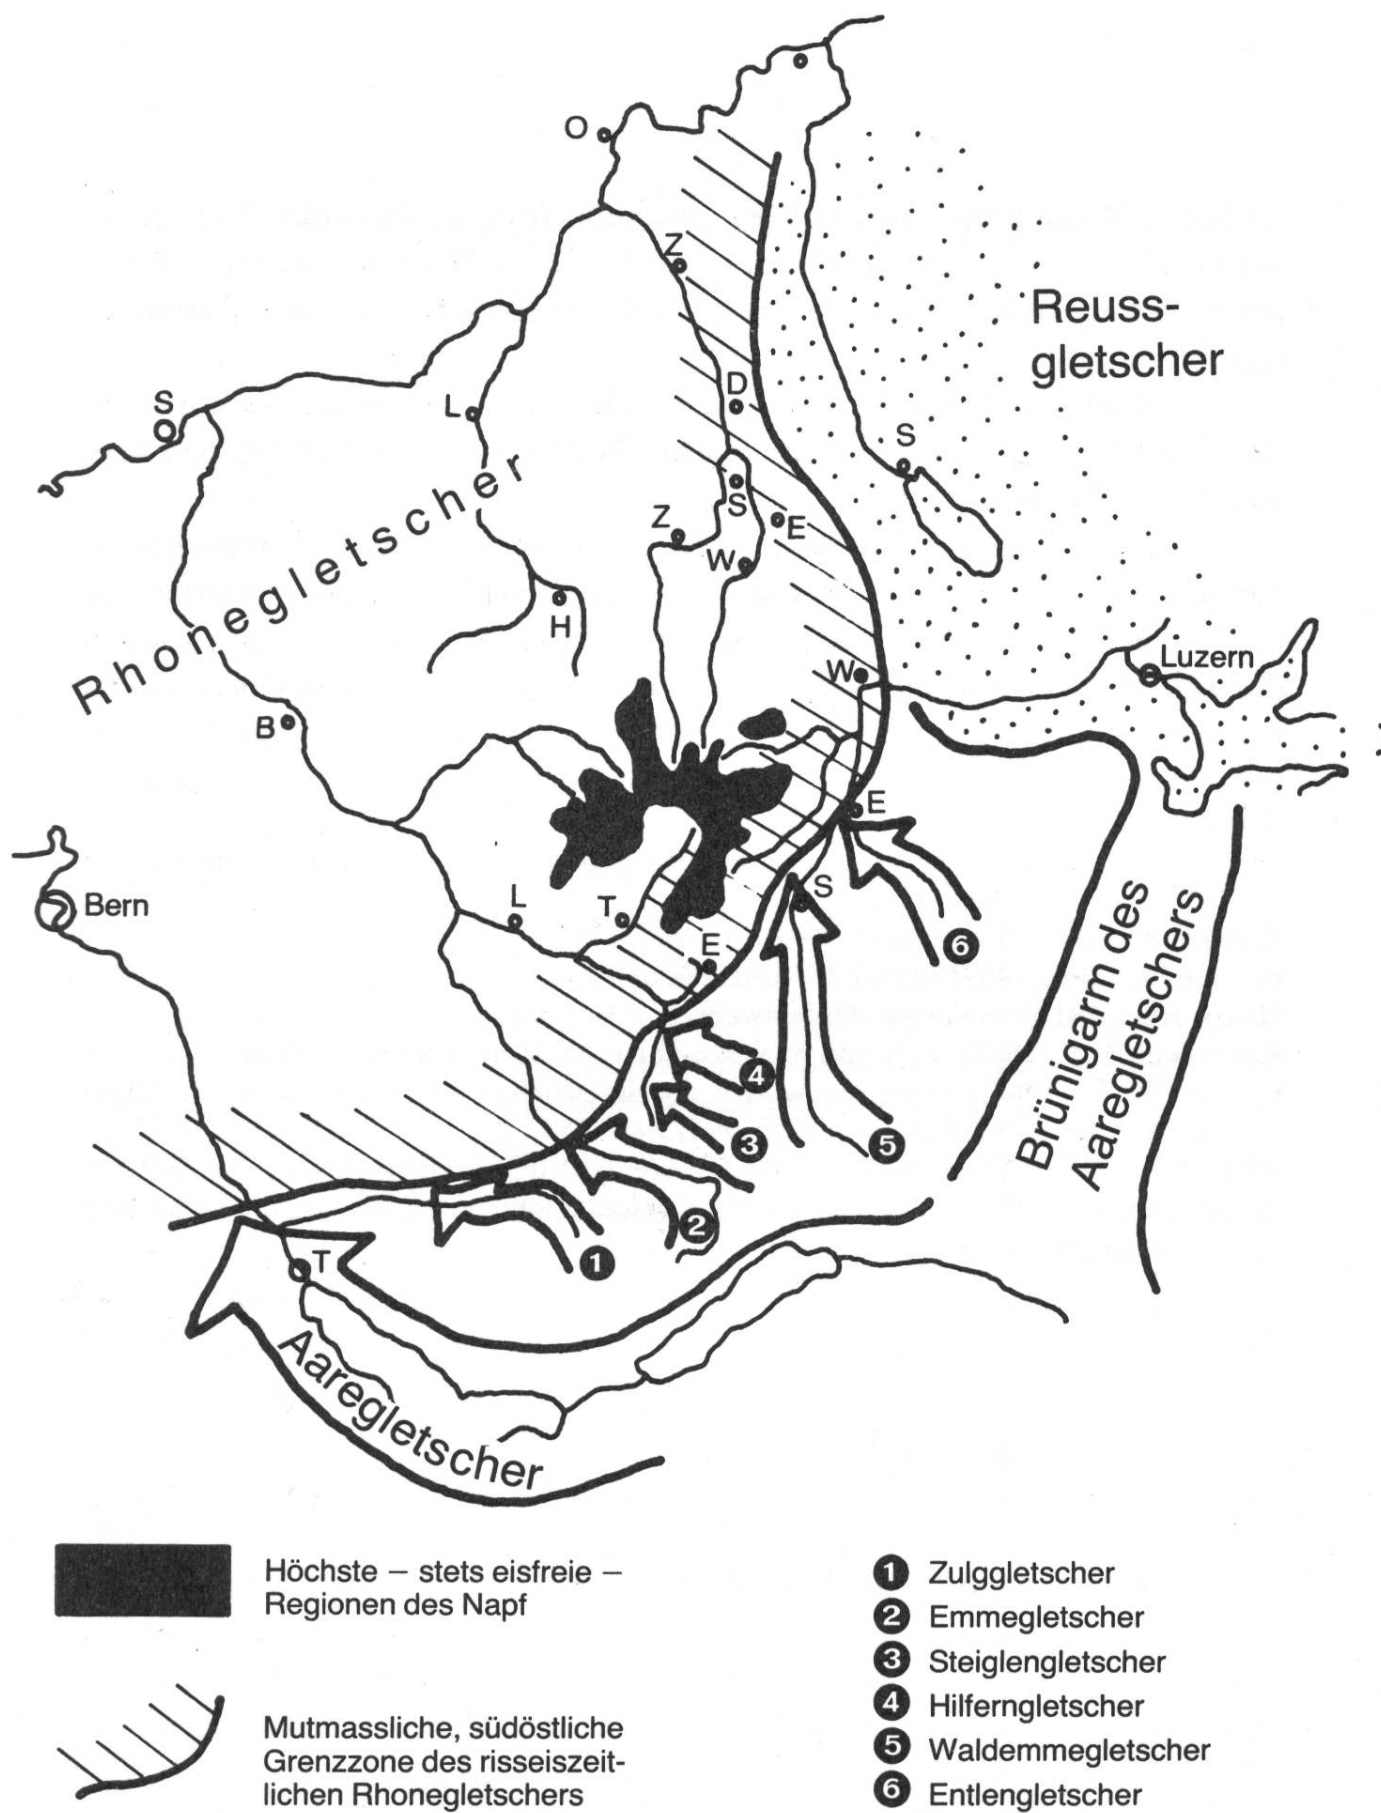 O
Z
Reuss-
gletscher
D
S
L
S
Rhonegletscher
S
E
Z
W
H
Luzern
W
B
E
Bern
L
T
S
E
6
Brünigarm des
Aaregletschers
4
3
5
2
1
T
Aaregletscher
Höchste – stets eisfreie –
Regionen des Napf
Mutmassliche, südöstliche
Grenzzone des risseiszeit-
lichen Rhonegletschers
1 Zulggletscher
2 Emmegletscher
3 Steiglengletscher
4 Hilferngletscher
5 Waldemmegletscher
6 Entlengletscher